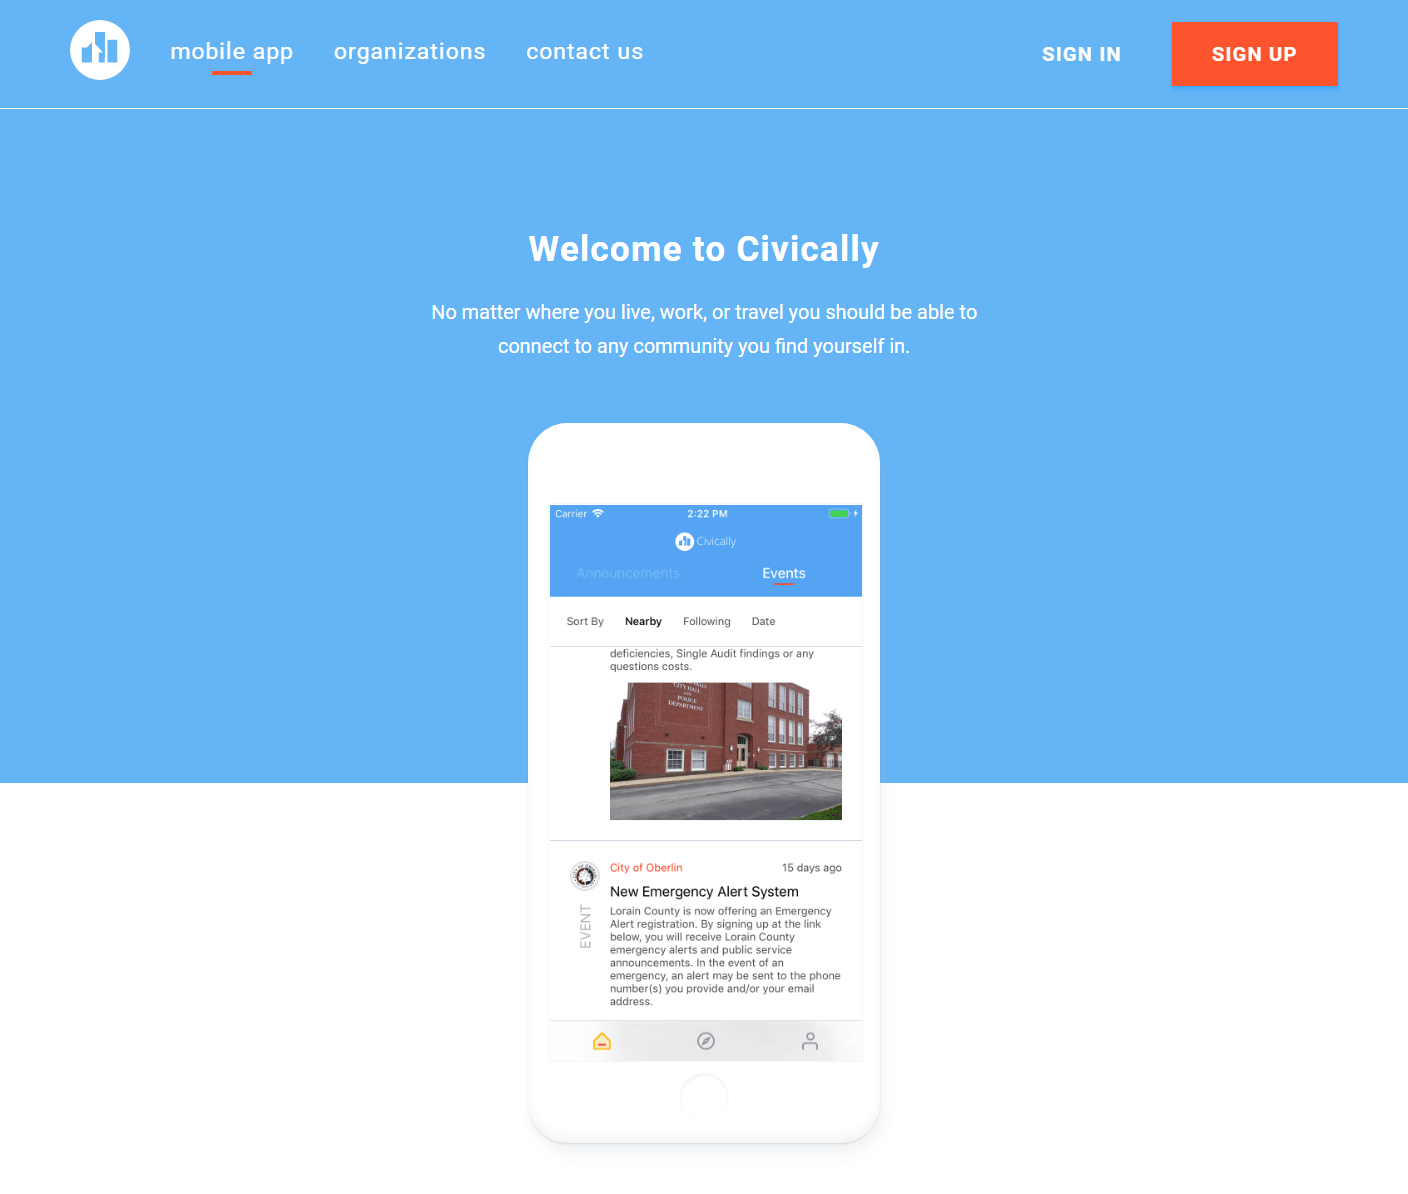 mobile app
organizations
contact us
SIGN IN
SIGN UP
Welcome to Civically
No matter where you live, work, or travel you should be able to
connect to any community you find yourself in.
Carrier
2:22 PM
Civically
Announcements
Events
Sort By
Nearby
Following
Date
deficiencies, Single Audit findings or any
questions costs.
CITY HALL
AND
POLICE
DEPARTMENT
City of Oberlin
15 days ago
New Emergency Alert System
EVENT
Lorain County is now offering an Emergency
Alert registration. By signing up at the link
below, you will receive Lorain County
emergency alerts and public service
announcements. In the event of an
emergency, an alert may be sent to the phone
number(s) you provide and/or your email
address.